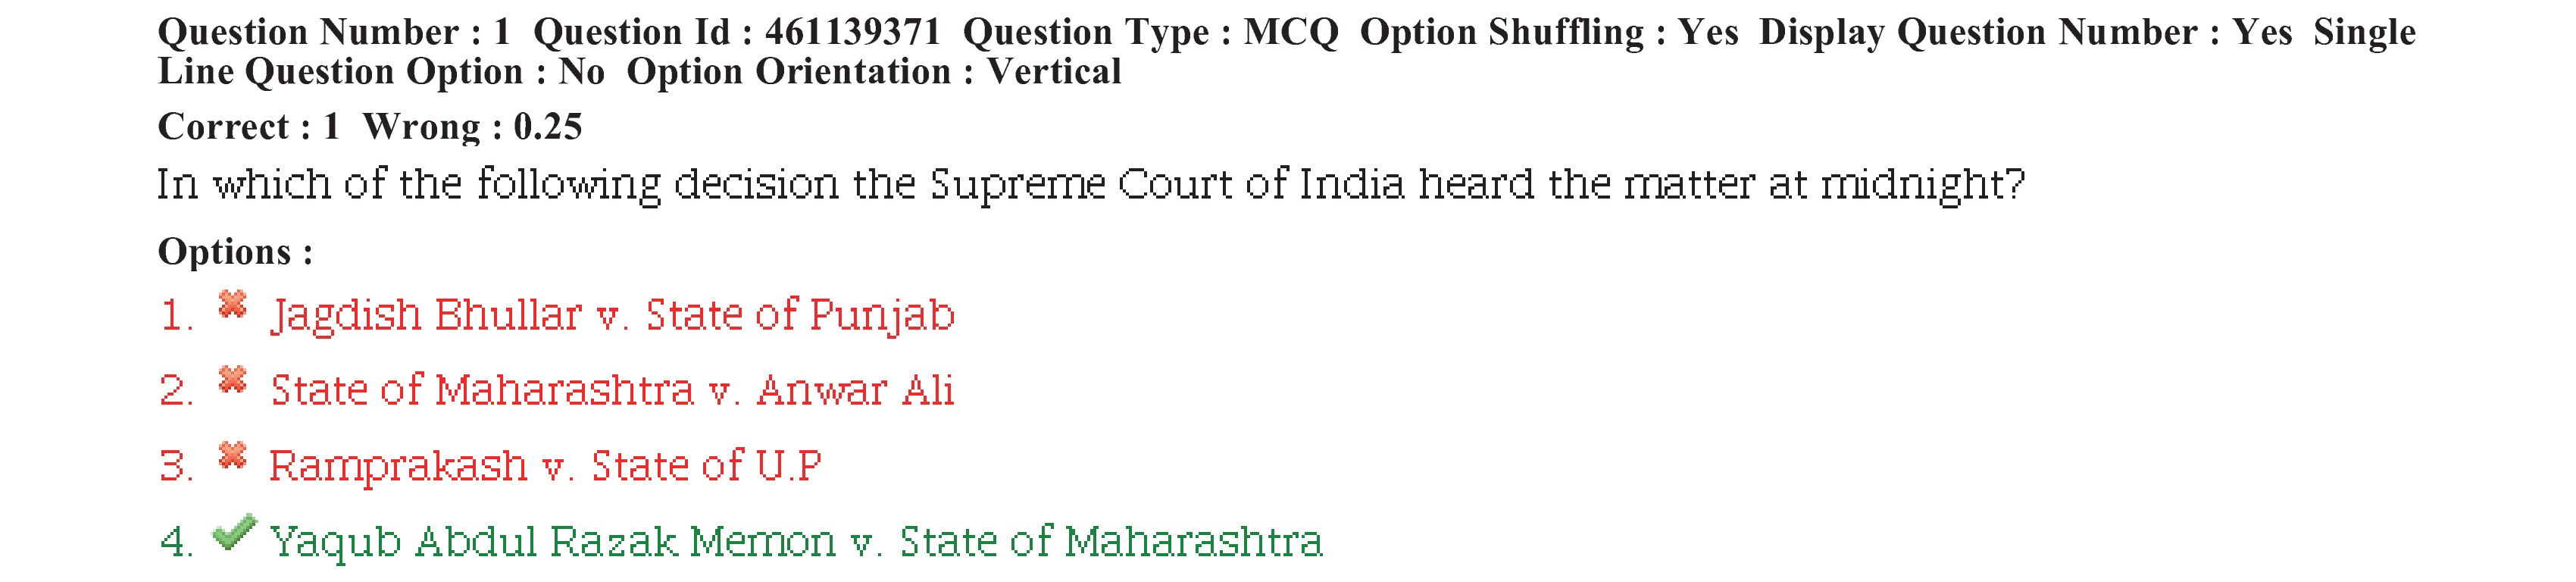 Question Number : 1 Question Id : 461139371 Question Type : MCQ Option Shuffling : Yes Display Question Number : Yes Single
Line Question Option : No Option Orientation : Vertical
Correct : 1 Wrong : 0.25
In which of the following decision the Supreme Court of India heard the matter at midnight?
Options :
1. Jagdish Bhullar v. State of Punjab
2. State of Maharashtra v. Anwar Ali
3. Ramprakash v. State of U.P
4. Yaqub Abdul Razak Memon v. State of Maharashtra